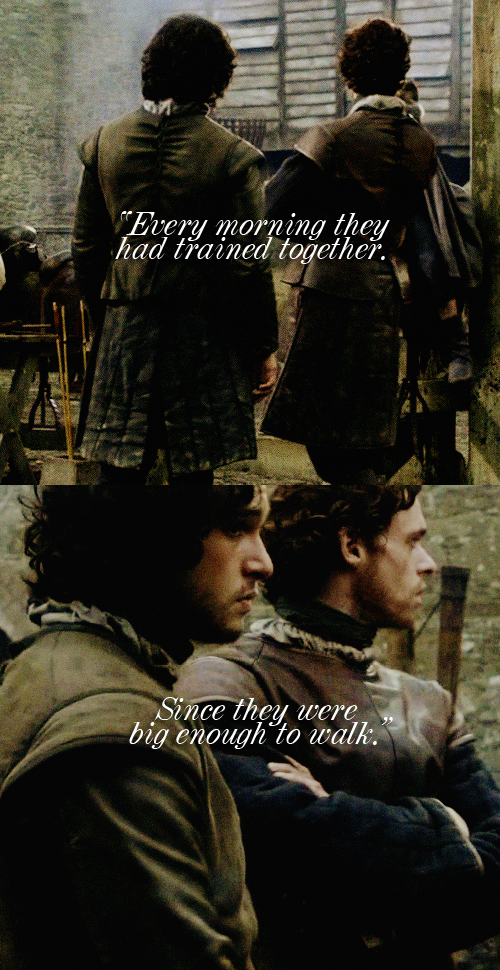 “Every morning they
had trained together.
Since they were
big enough to walk.”